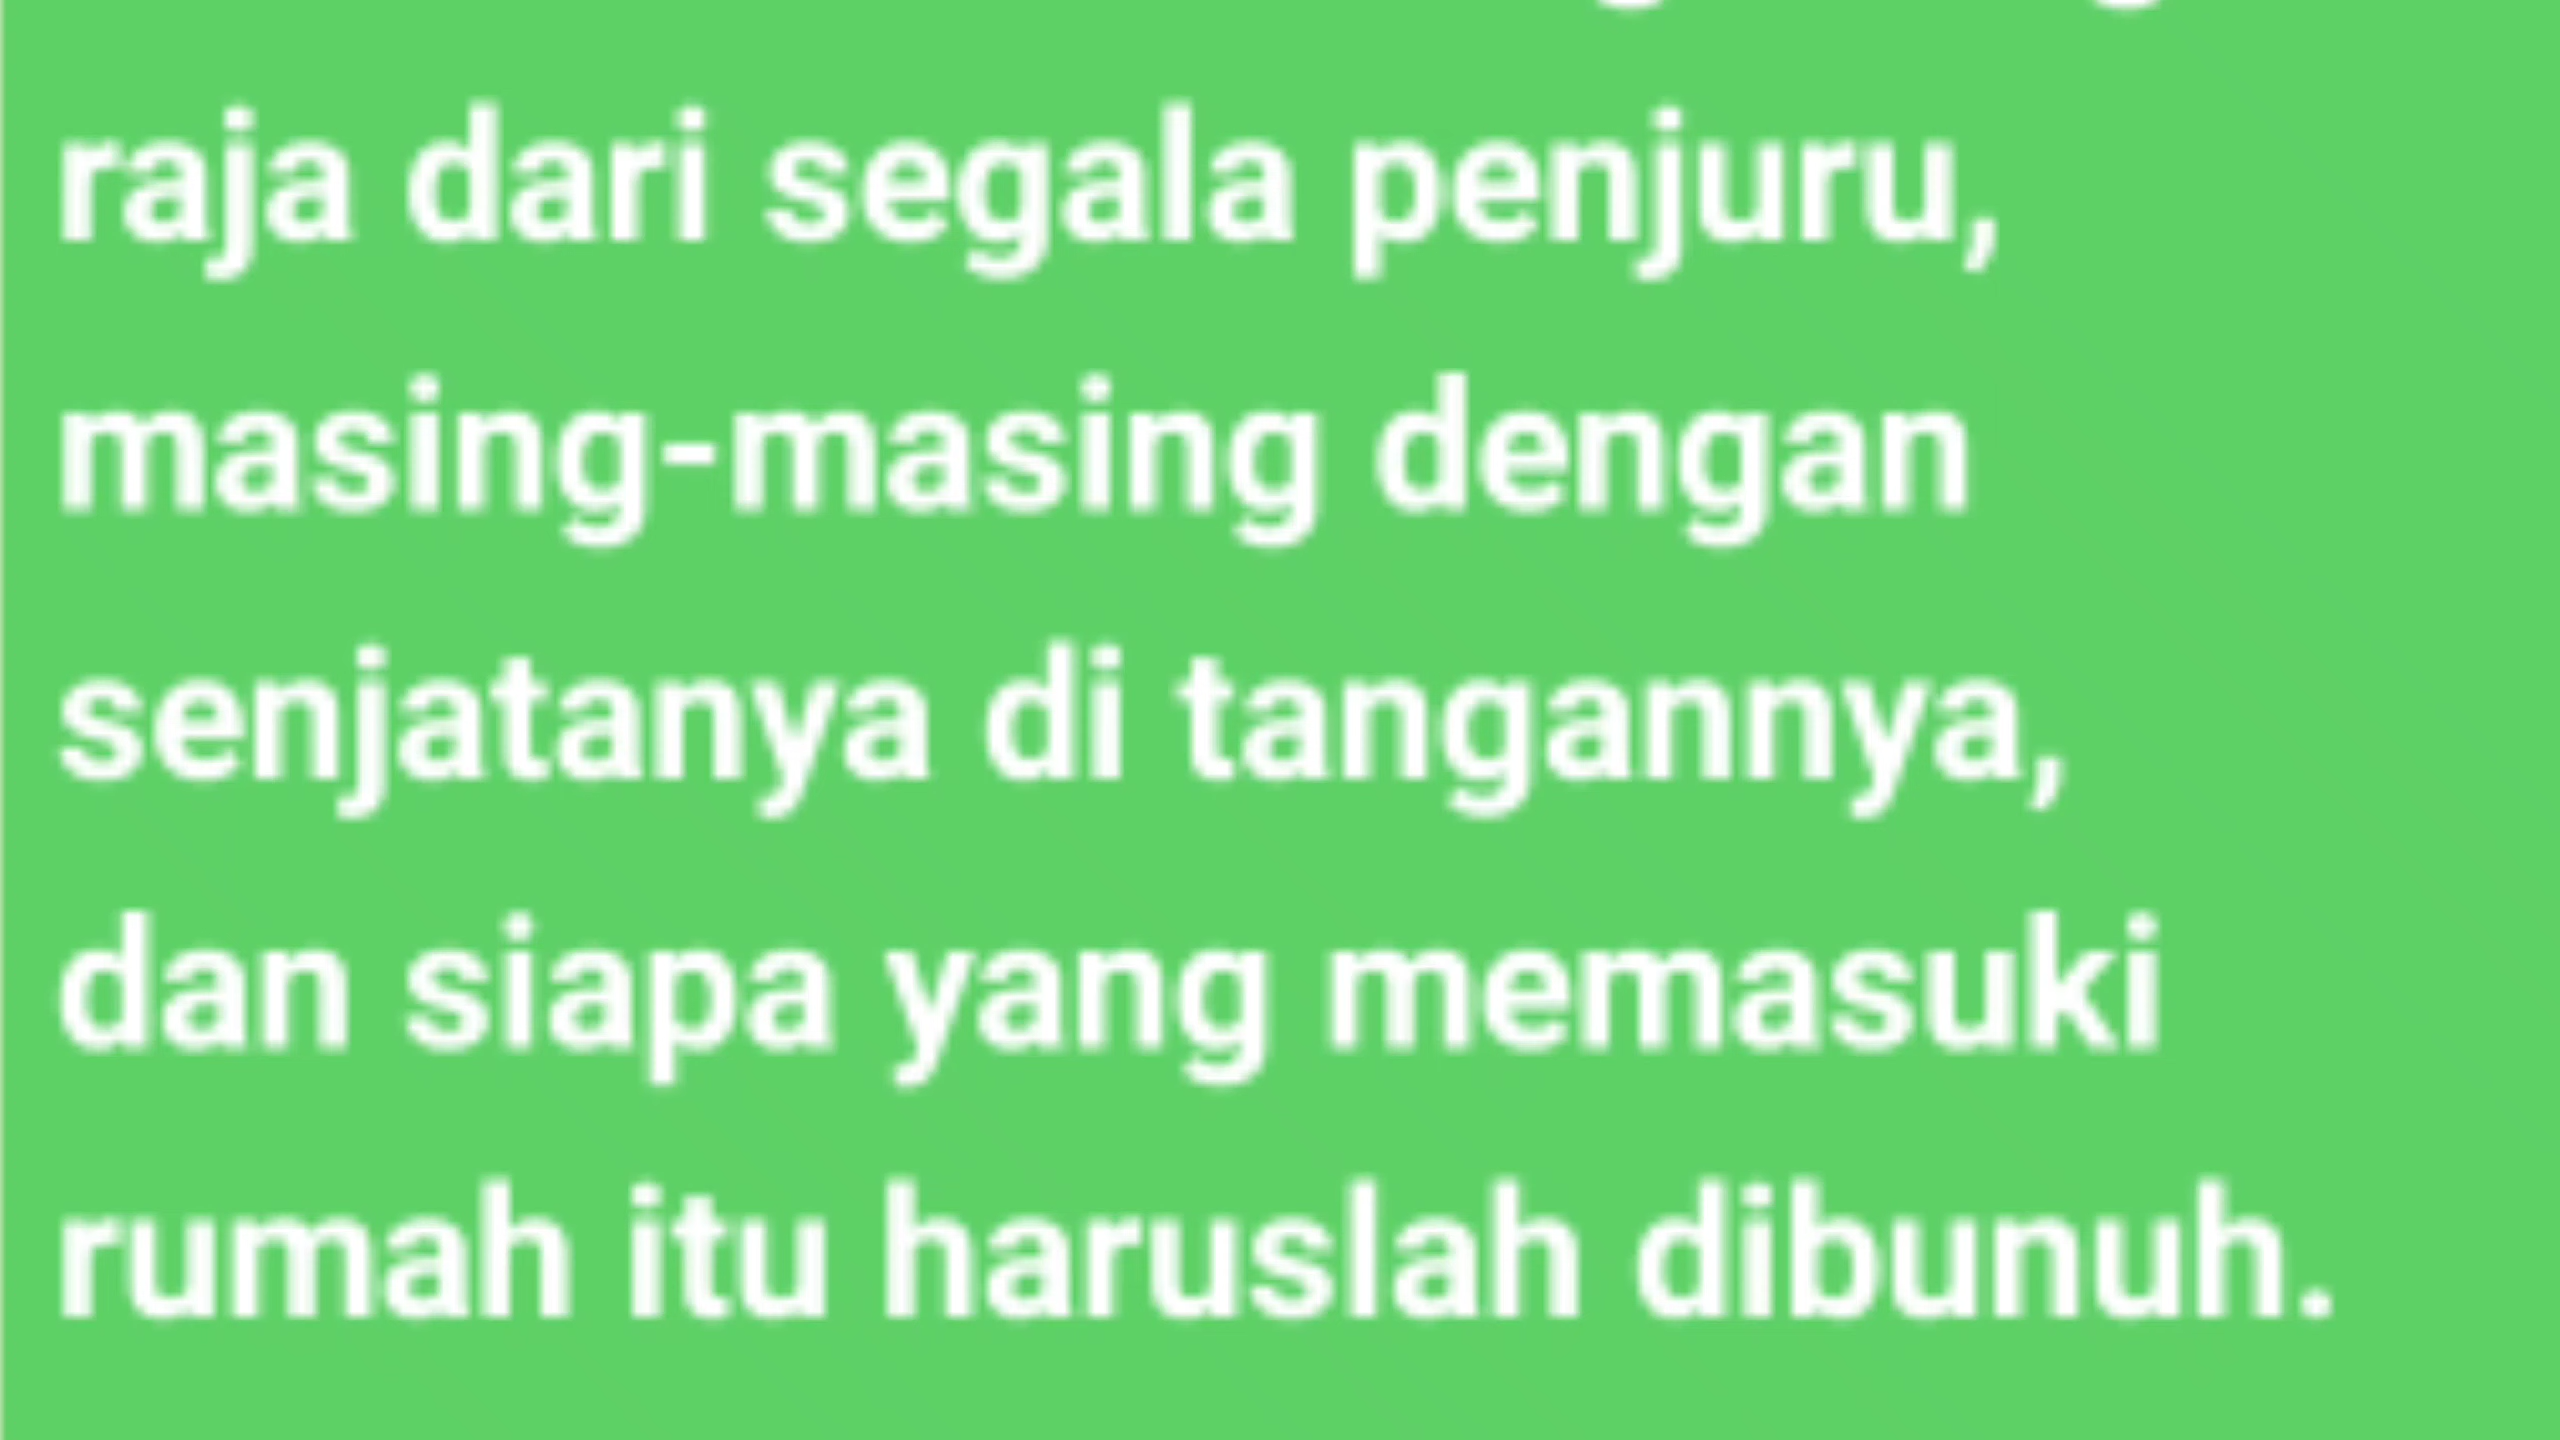 raja dari segala penjuru,
masing-masing dengan
senjatanya di tangannya,
dan siapa yang memasuki
rumah itu haruslah dibunuh.